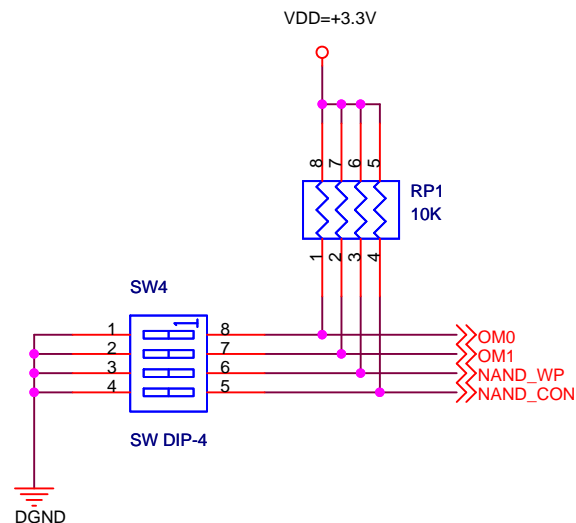 VDD=+3.3V
8 7 6 5
RP1
10K
1 2 3 4
SW4
1 8
2 7
3 6
4 5
OM0
OM1
NAND_WP
NAND_CON
SW DIP-4
DGND